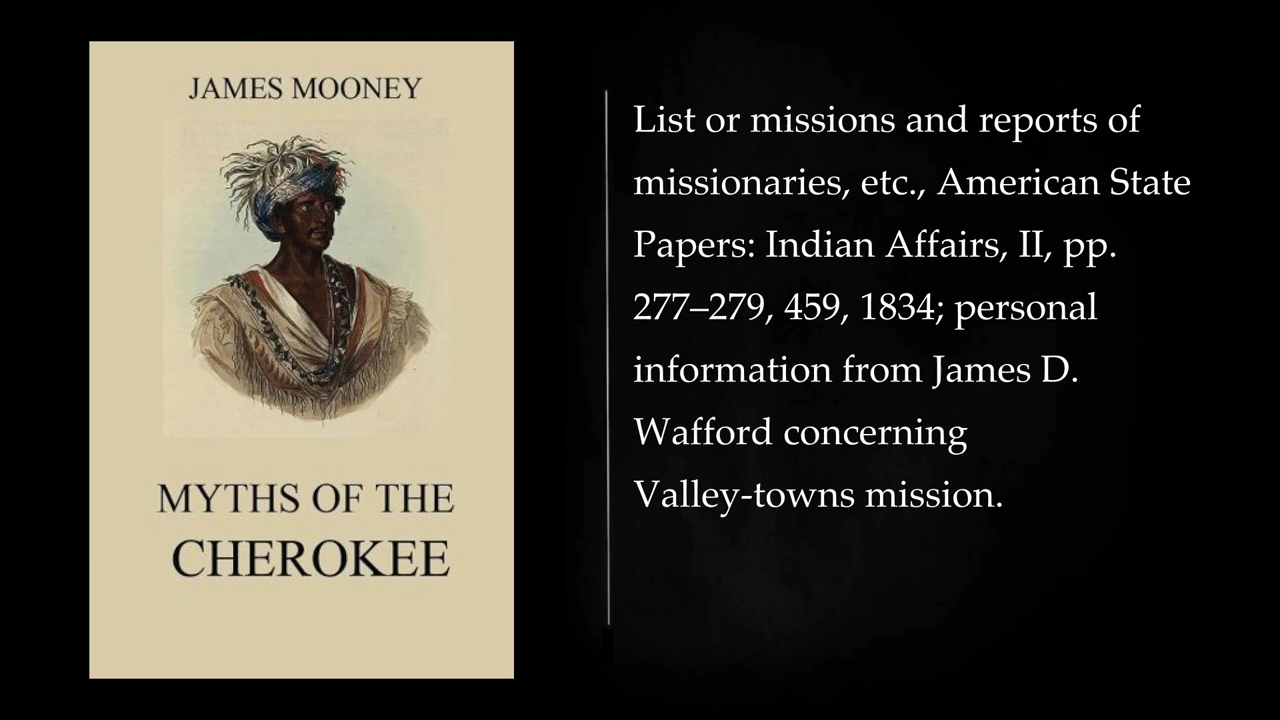 JAMES MOONEY
MYTHS OF THE
CHEROKEE
List or missions and reports of
missionaries, etc., American State
Papers: Indian Affairs, II, pp.
277–279, 459, 1834; personal
information from James D.
Wafford concerning
Valley-towns mission.